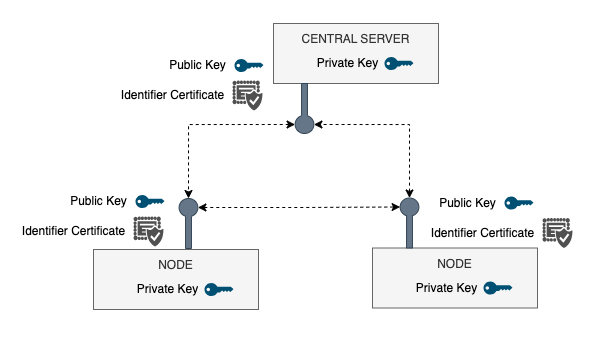 CENTRAL SERVER
Public Key
Private Key
Identifier Certificate
Public Key
Public Key
Identifier Certificate
Identifier Certificate
NODE
NODE
Private Key
Private Key